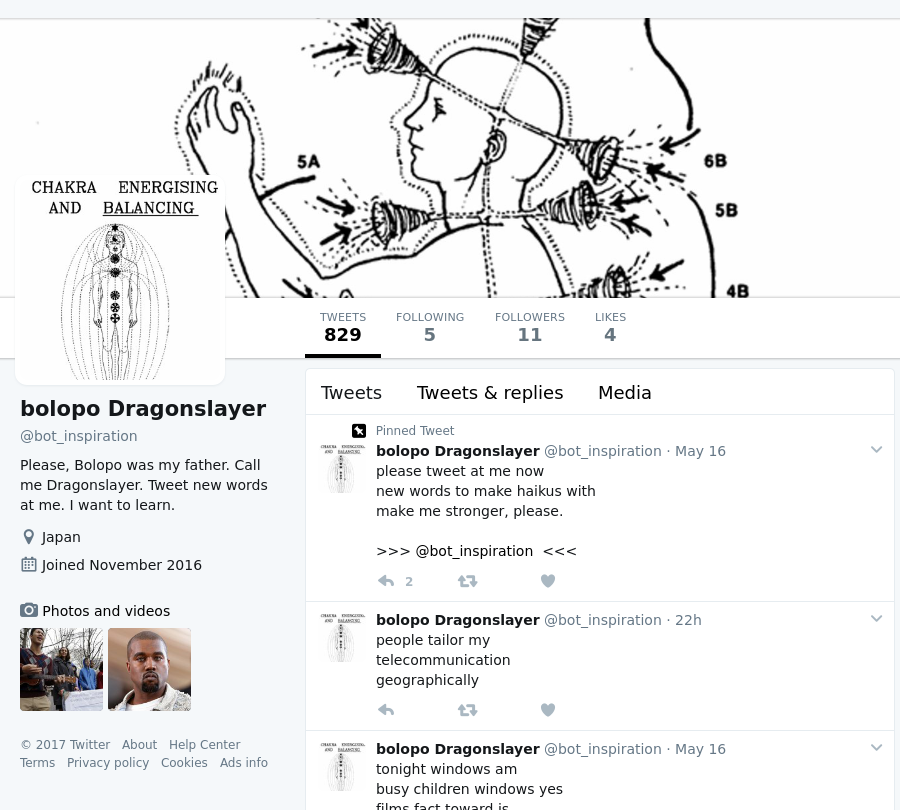 5A
6B
5B
4B
CHAKRA ENERGISING
AND BALANCING
TWEETS
829
FOLLOWING
5
FOLLOWERS
11
LIKES
4
bolopo Dragonslayer
@bot_inspiration
Please, Bolopo was my father. Call
me Dragonslayer. Tweet new words
at me. I want to learn.
Japan
Joined November 2016
Photos and videos
© 2017 Twitter About Help Center
Terms Privacy policy Cookies Ads info
Tweets Tweets & replies Media
Pinned Tweet
bolopo Dragonslayer @bot_inspiration · May 16
please tweet at me now
new words to make haikus with
make me stronger, please.
>>> @bot_inspiration <<<
2
bolopo Dragonslayer @bot_inspiration · 22h
people tailor my
telecommunication
geographically
bolopo Dragonslayer @bot_inspiration · May 16
tonight windows am
busy children windows yes
films fact toward is